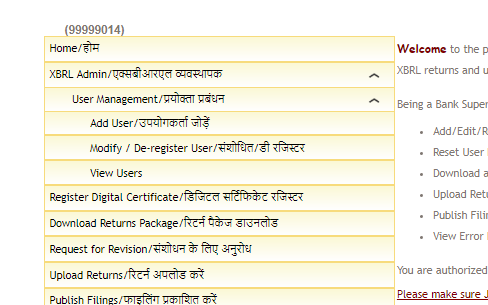 (99999014)
Home/होम
XBRL Admin/एक्सबीआरएल व्यवस्थापक
User Management/प्रयोक्ता प्रबंधन
Add User/उपयोगकर्ता जोड़ें
Modify / De-register User/संशोधित/डी रजिस्टर
View Users
Register Digital Certificate/डिजिटल सर्टिफिकेट रजिस्टर
Download Returns Package/रिटर्न पैकेज डाउनलोड
Request for Revision/संशोधन के लिए अनुरोध
Upload Returns/रिटर्न अपलोड करें
Publish Filings/फाइलिंग प्रकाशित करें
Welcome to the p
XBRL returns and u
Being a Bank Super
Add/Edit/R
Reset User
Download a
Upload Retu
Publish Filin
View Error
You are authorized
Please make sure